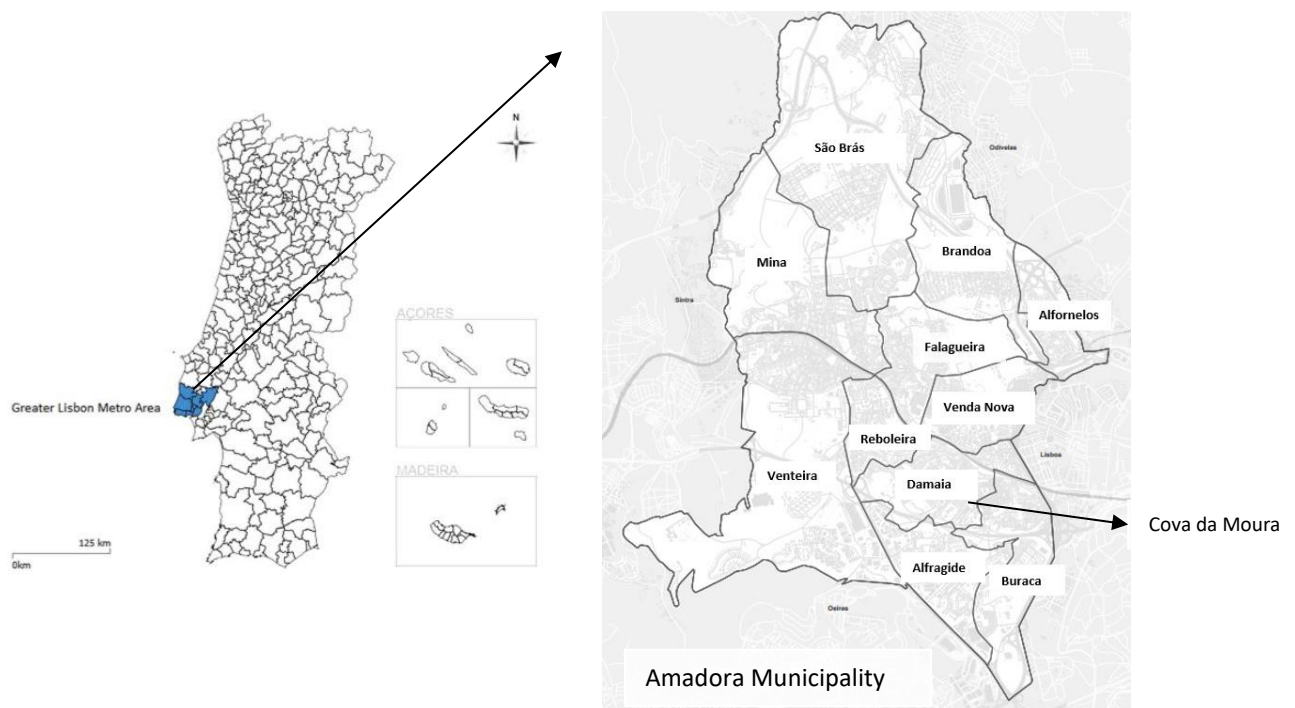 N
AÇORES
Greater Lisbon Metro Area
MADEIRA
125 km
0km
São Brás
Odivelas
Brandoa
Mina
Sintra
Alfornelos
Falagueira
Venda Nova
Reboleira
Lisboa
Venteira
Damaia
Cova da Moura
Alfragide
Buraca
Oeiras
Amadora Municipality